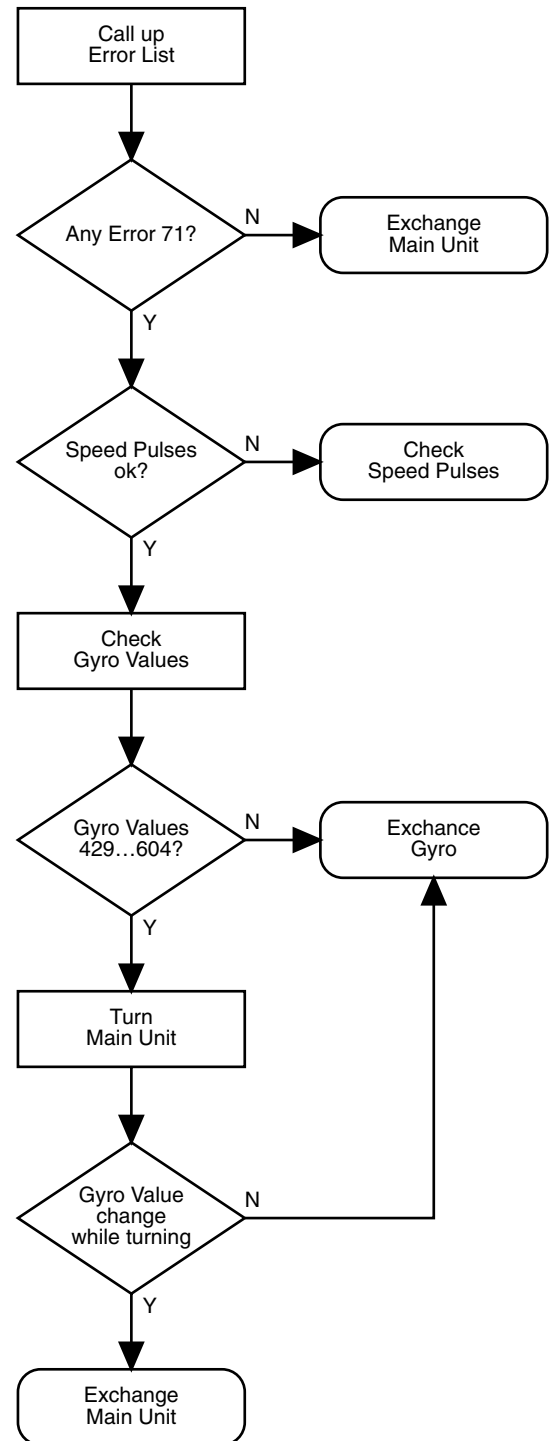 Call up
Error List
Any Error 71?
N
Exchange
Main Unit
Y
Speed Pulses
ok?
N
Check
Speed Pulses
Y
Check
Gyro Values
Gyro Values
429…604?
N
Exchance
Gyro
Y
Turn
Main Unit
Gyro Value
change
while turning
N
Y
Exchange
Main Unit